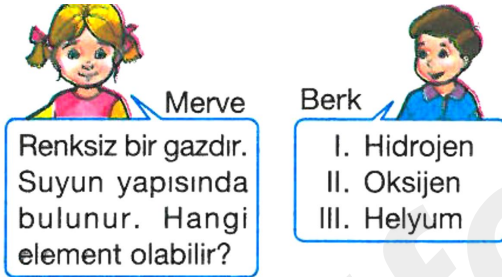 Merve
Renksiz bir gazdır.
Suyun yapısında
bulunur. Hangi
element olabilir?
Berk
I. Hidrojen
II. Oksijen
III. Helyum